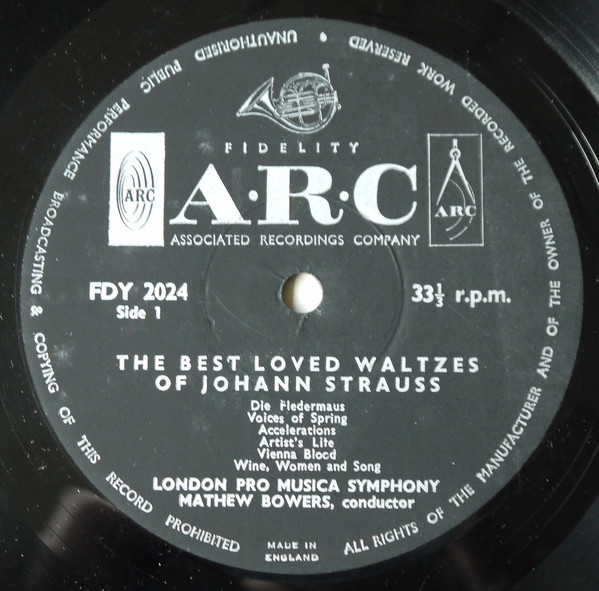 FIDELITY
ARC
A·R·C
ARC
ASSOCIATED RECORDINGS COMPANY
FDY 2024
Side 1
33⅓ r.p.m.
THE BEST LOVED WALTZES
OF JOHANN STRAUSS
Die Fledermaus
Voices of Spring
Accelerations
Artist's Life
Vienna Blood
Wine, Women and Song
LONDON PRO MUSICA SYMPHONY
MATHEW BOWERS, conductor
MADE IN
ENGLAND
ALL RIGHTS OF THE MANUFACTURER AND OF THE OWNER OF THE RECORDED WORK RESERVED • UNAUTHORISED PUBLIC PERFORMANCE BROADCASTING & COPYING OF THIS RECORD PROHIBITED